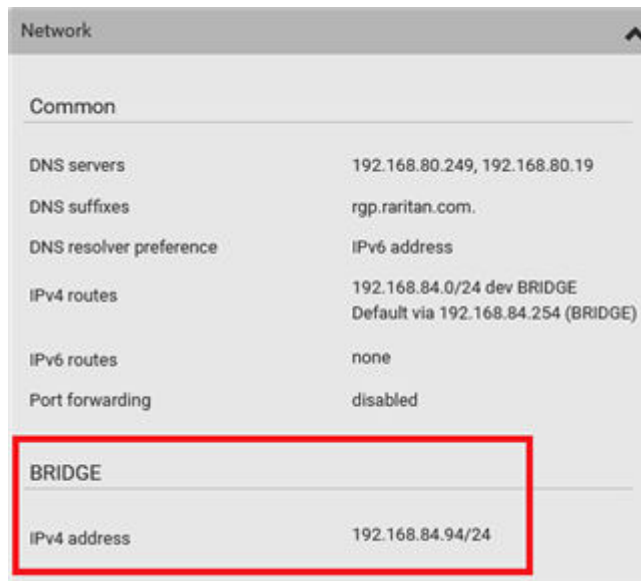 Network
Common
DNS servers 192.168.80.249, 192.168.80.19
DNS suffixes rgp.raritan.com.
DNS resolver preference IPv6 address
IPv4 routes 192.168.84.0/24 dev BRIDGE
Default via 192.168.84.254 (BRIDGE)
IPv6 routes none
Port forwarding disabled
BRIDGE
IPv4 address 192.168.84.94/24